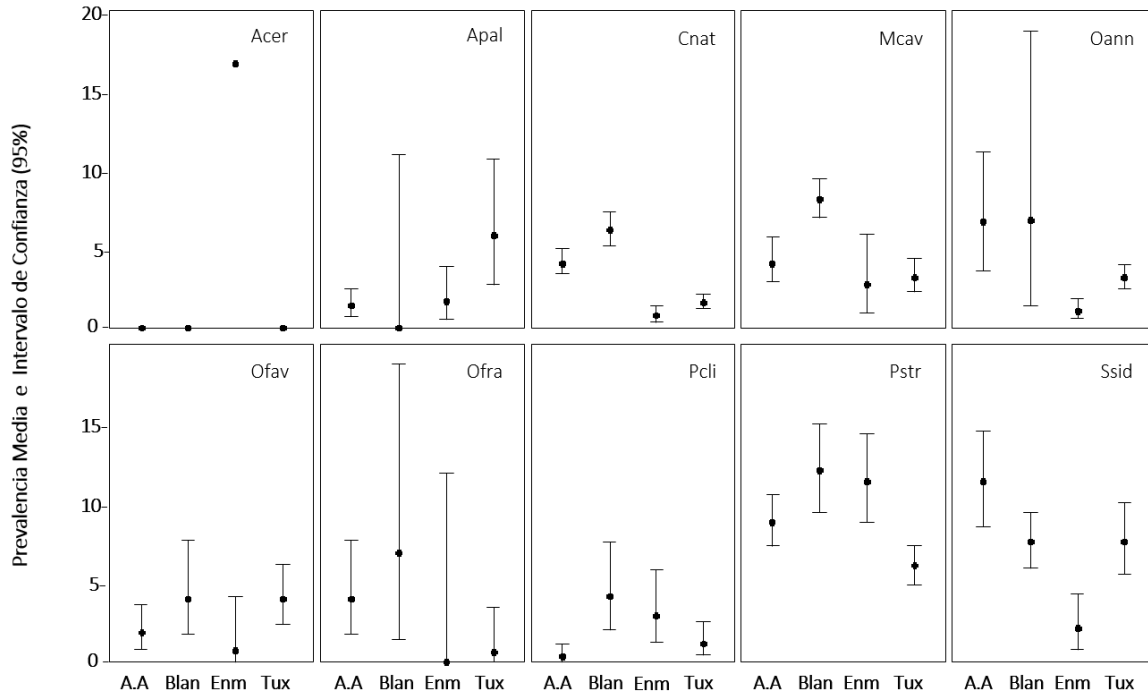 Prevalencia Media e Intervalo de Confianza (95%)
20
15
10
5
0
Acer
Apal
Cnat
Mcav
Oann
15
10
5
0
Ofav
Ofra
Pcli
Pstr
Ssid
A.A Blan Enm Tux A.A Blan Enm Tux A.A Blan Enm Tux A.A Blan Enm Tux A.A Blan Enm Tux